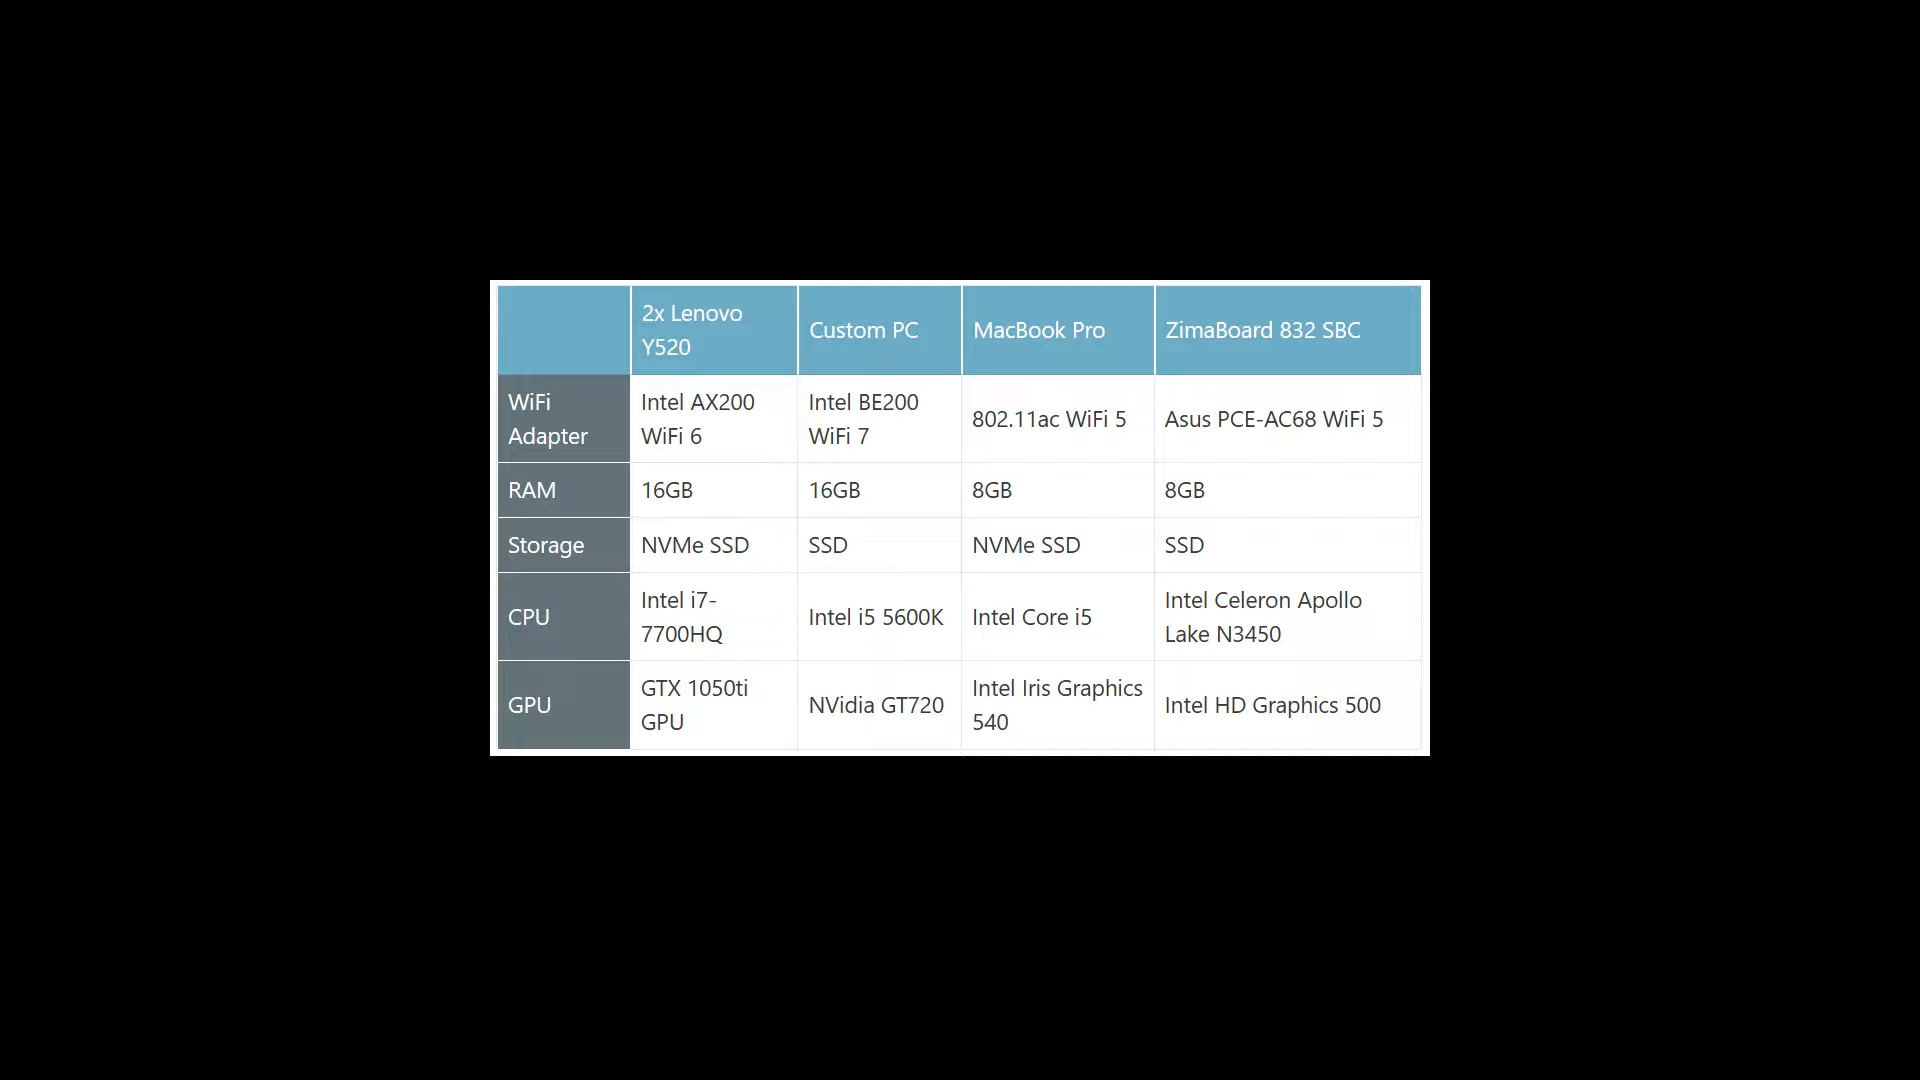 2x Lenovo
Y520
Custom PC
MacBook Pro
ZimaBoard 832 SBC
WiFi
Adapter
Intel AX200
WiFi 6
Intel BE200
WiFi 7
802.11ac WiFi 5
Asus PCE-AC68 WiFi 5
RAM
16GB
16GB
8GB
8GB
Storage
NVMe SSD
SSD
NVMe SSD
SSD
CPU
Intel i7-
7700HQ
Intel i5 5600K
Intel Core i5
Intel Celeron Apollo
Lake N3450
GPU
GTX 1050ti
GPU
NVidia GT720
Intel Iris Graphics
540
Intel HD Graphics 500